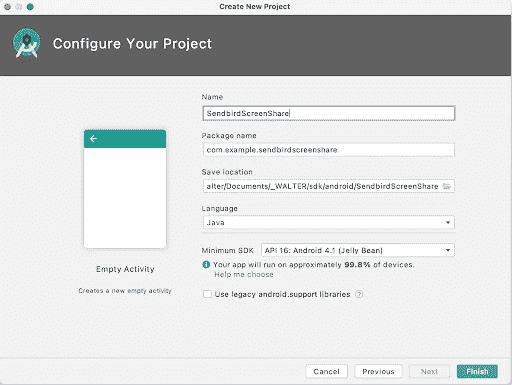 Create New Project
Configure Your Project
Name
SendbirdScreenShare
Package name
com.example.sendbirdscreenshare
Save location
alter/Documents/_WALTER/sdk/android/SendbirdScreenShare
Language
Java
Minimum SDK API 16: Android 4.1 (Jelly Bean)
Your app will run on approximately 99.8% of devices.
Help me choose
Use legacy android.support libraries ?
Empty Activity
Creates a new empty activity
Cancel Previous Next Finish